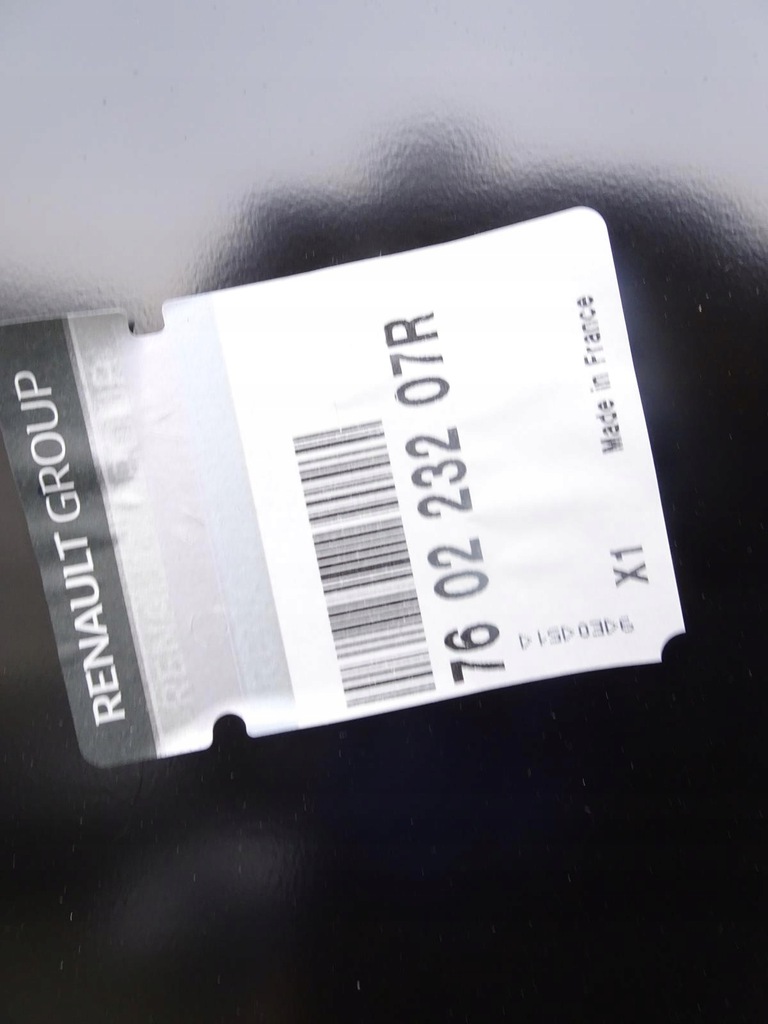 RENAULT GROUP
76 02 232 07R
X1 Made in France
94E04514